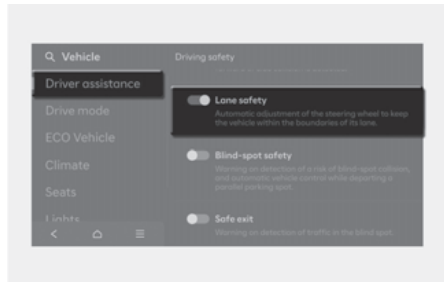 Vehicle
Driving safety
Driver assistance
Drive mode
ECO Vehicle
Climate
Seats
Lights
Lane safety
Automatic adjustment of the steering wheel to keep
the vehicle within the boundaries of its lane.
Blind-spot safety
Warning on detection of a risk of blind-spot collision,
and automatic vehicle control while departing a
parallel parking spot.
Safe exit
Warning on detection of traffic in the blind spot.